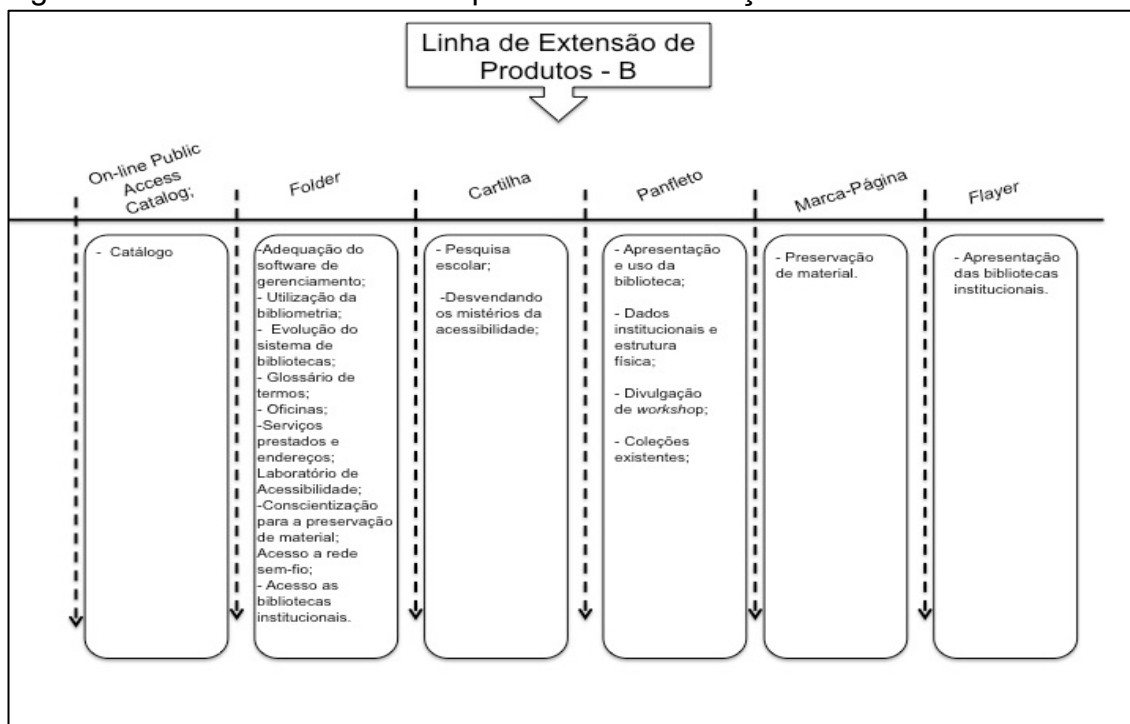 Linha de Extensão de
Produtos - B
On-line Public
Access
Catalog;
Folder
Cartilha
Panfleto
Marca-Página
Flayer
- Catálogo
-Adequação do
software de
gerenciamento;
- Utilização da
bibliometria;
- Evolução do
sistema de
bibliotecas;
- Glossário de
termos;
- Oficinas;
-Serviços
prestados e
endereços;
Laboratório de
Acessibilidade;
-Conscientização
para a preservação
de material;
Acesso a rede
sem-fio;
- Acesso as
bibliotecas
institucionais.
- Pesquisa
escolar;
-Desvendando
os mistérios da
acessibilidade;
- Apresentação
e uso da
biblioteca;
- Dados
institucionais e
estrutura
física;
- Divulgação
de workshop;
- Coleções
existentes;
- Preservação
de material.
- Apresentação
das bibliotecas
institucionais.